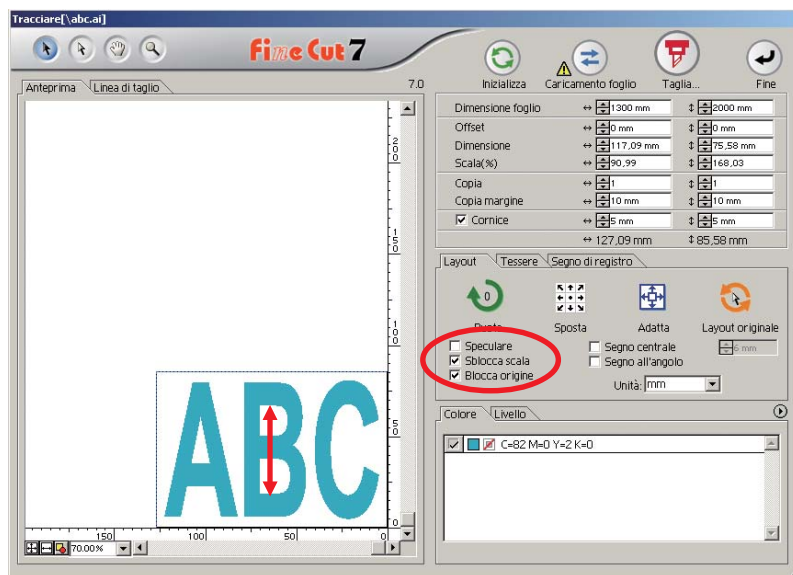 Tracciare[\abc.ai]
Fine Cut 7
Inizializza Caricamento foglio Taglia... Fine
Anteprima Linea di taglio 7.0
Dimensione foglio 1300 mm 2000 mm
Offset 0 mm 0 mm
Dimensione 117,09 mm 75,58 mm
Scala(%) 90,99 168,03
Copia 1 1
Copia margine 10 mm 10 mm
Cornice 5 mm 5 mm
127,09 mm 85,58 mm
Layout Tessere Segno di registro
0
Ruota Sposta Adatta Layout originale
Speculare Segno centrale 6 mm
Sblocca scala Segno all'angolo
Blocca origine
Unità: mm
Colore Livello
C=82 M=0 Y=2 K=0
200
150
100
50
0
ABC
150 100 50 0
70.00%